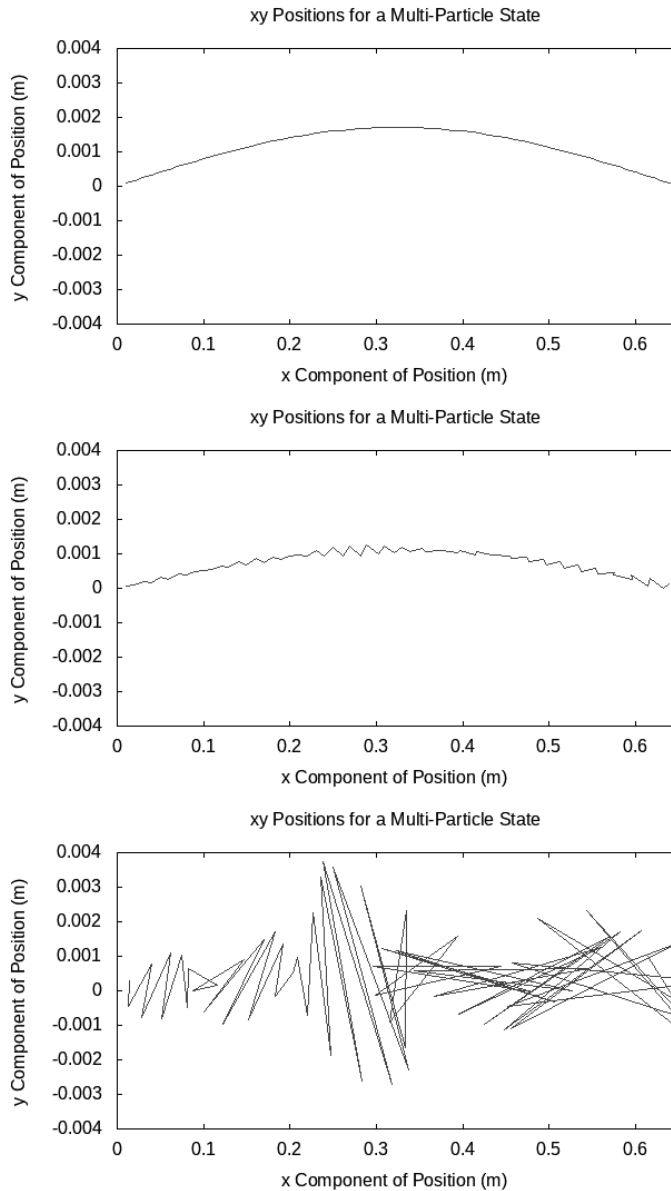 xy Positions for a Multi-Particle State
0.004
0.003
0.002
0.001
0
-0.001
-0.002
-0.003
-0.004
y Component of Position (m)
0 0.1 0.2 0.3 0.4 0.5 0.6
x Component of Position (m)
xy Positions for a Multi-Particle State
0.004
0.003
0.002
0.001
0
-0.001
-0.002
-0.003
-0.004
y Component of Position (m)
0 0.1 0.2 0.3 0.4 0.5 0.6
x Component of Position (m)
xy Positions for a Multi-Particle State
0.004
0.003
0.002
0.001
0
-0.001
-0.002
-0.003
-0.004
y Component of Position (m)
0 0.1 0.2 0.3 0.4 0.5 0.6
x Component of Position (m)